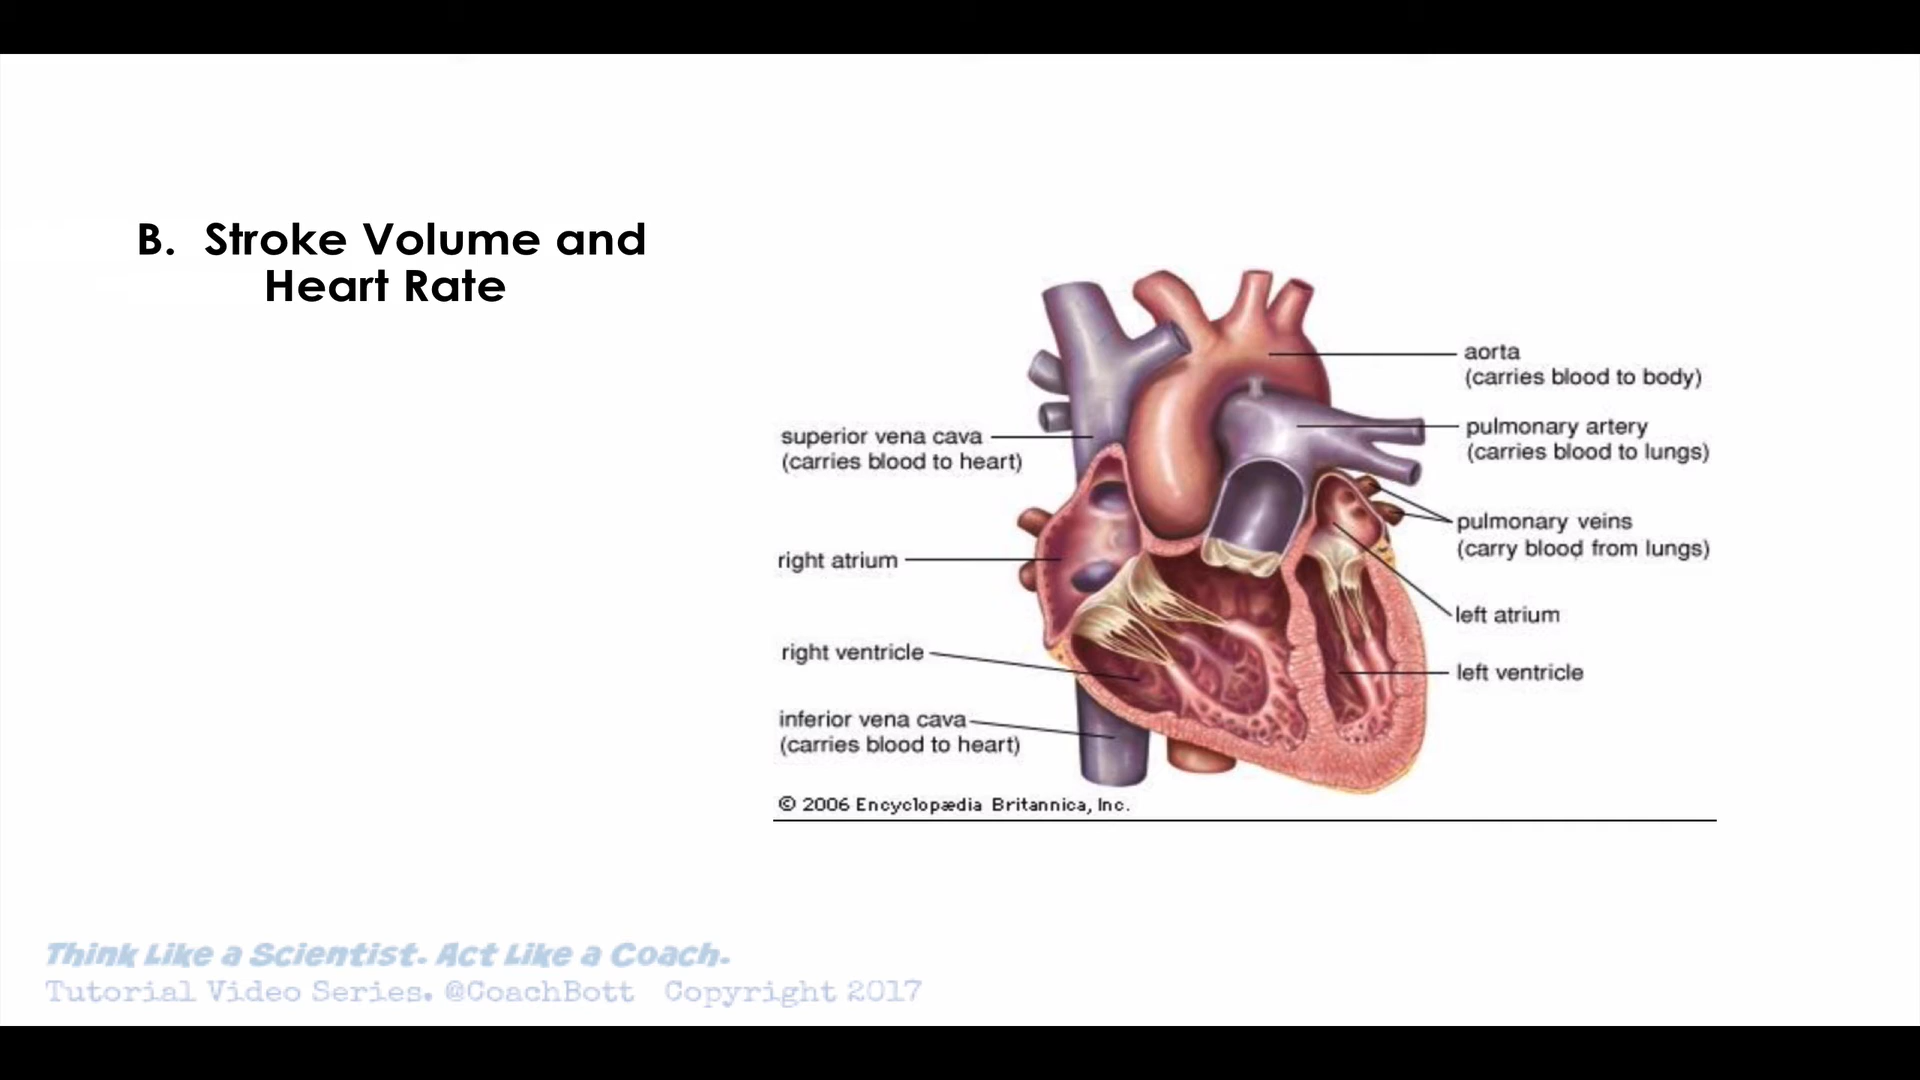 B. Stroke Volume and
Heart Rate
aorta
(carries blood to body)
pulmonary artery
(carries blood to lungs)
superior vena cava
(carries blood to heart)
pulmonary veins
(carry blood from lungs)
right atrium
left atrium
right ventricle
left ventricle
inferior vena cava
(carries blood to heart)
© 2006 Encyclopædia Britannica, Inc.
Think Like a Scientist. Act Like a Coach.
Tutorial Video Series. @CoachBott Copyright 2017